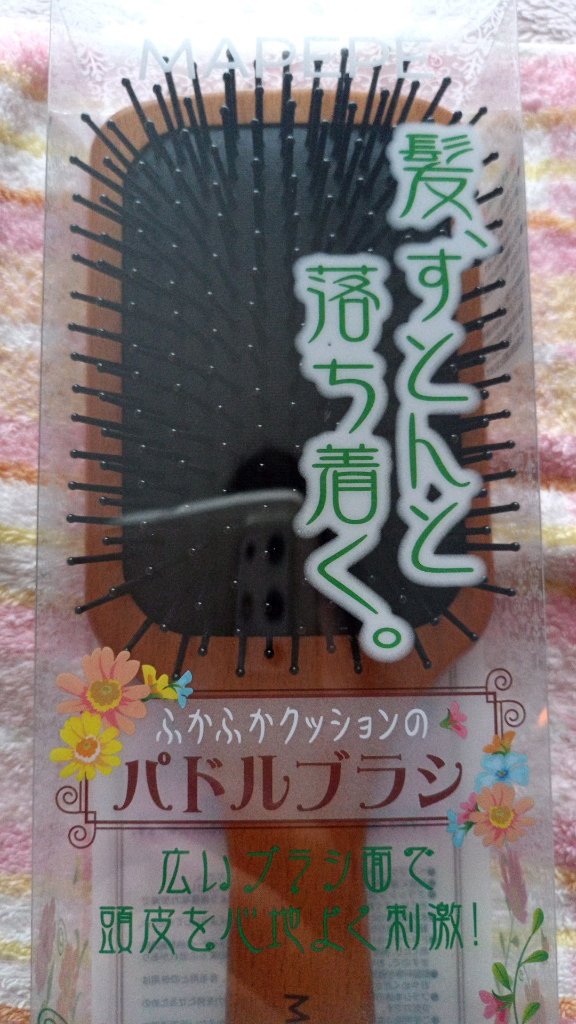 MAPEPE
髪、すとんと
落ち着く。
ふかふかクッションの
パドルブラシ
広いブラシ面で
頭皮を心地よく刺激!
M